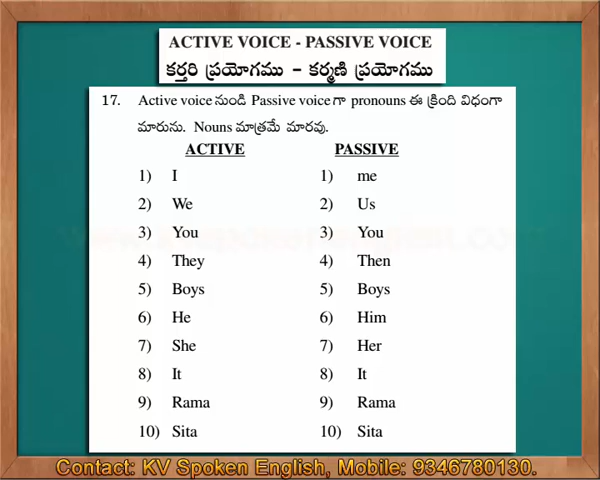 ACTIVE VOICE - PASSIVE VOICE
కర్తరి ప్రయోగము - కర్మణి ప్రయోగము
17. Active voice నుండి Passive voice గా pronouns ఈ క్రింది విధంగా
మారును. Nouns మాత్రమే మారవు.
ACTIVE PASSIVE
1) I 1) me
2) We 2) Us
3) You 3) You
4) They 4) Then
5) Boys 5) Boys
6) He 6) Him
7) She 7) Her
8) It 8) It
9) Rama 9) Rama
10) Sita 10) Sita
Contact: KV Spoken English, Mobile: 9346780130.